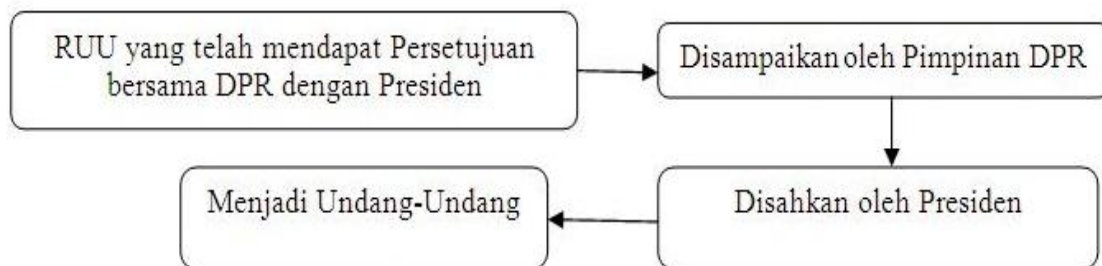 RUU yang telah mendapat Persetujuan
bersama DPR dengan Presiden
Disampaikan oleh Pimpinan DPR
Disahkan oleh Presiden
Menjadi Undang-Undang